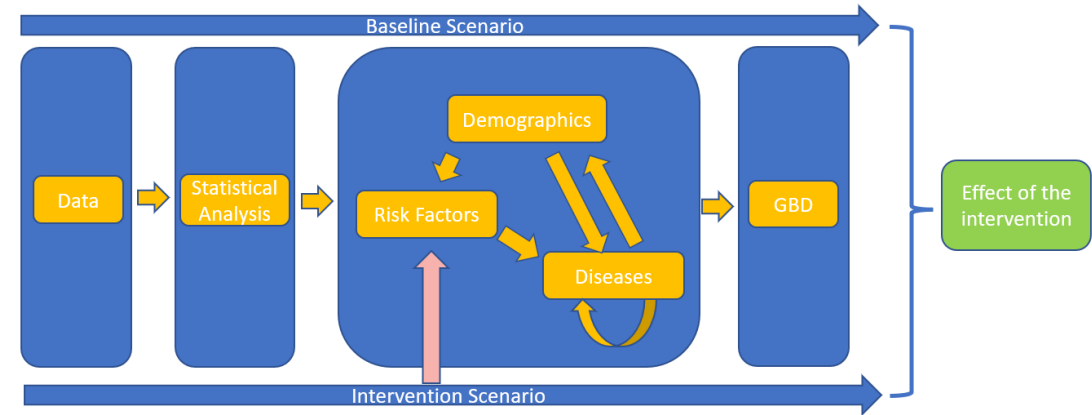 Baseline Scenario
Data
Statistical
Analysis
Demographics
Risk Factors
Diseases
GBD
Effect of the
intervention
Intervention Scenario